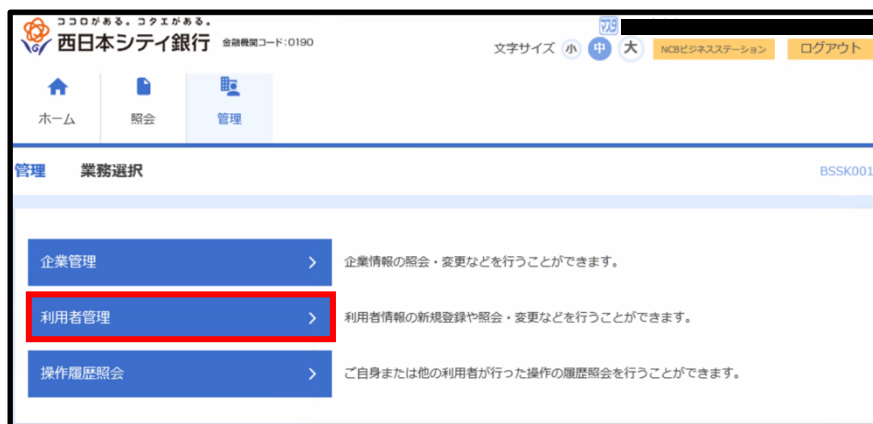 ココロがある。コタエがある。
西日本シティ銀行 金融機関コード:0190
マスタ
文字サイズ 小 中 大 NCBビジネスステーション ログアウト
ホーム 照会 管理
管理 業務選択 BSSK001
企業管理 企業情報の照会・変更などを行うことができます。
利用者管理 利用者情報の新規登録や照会・変更などを行うことができます。
操作履歴照会 ご自身または他の利用者が行った操作の履歴照会を行うことができます。